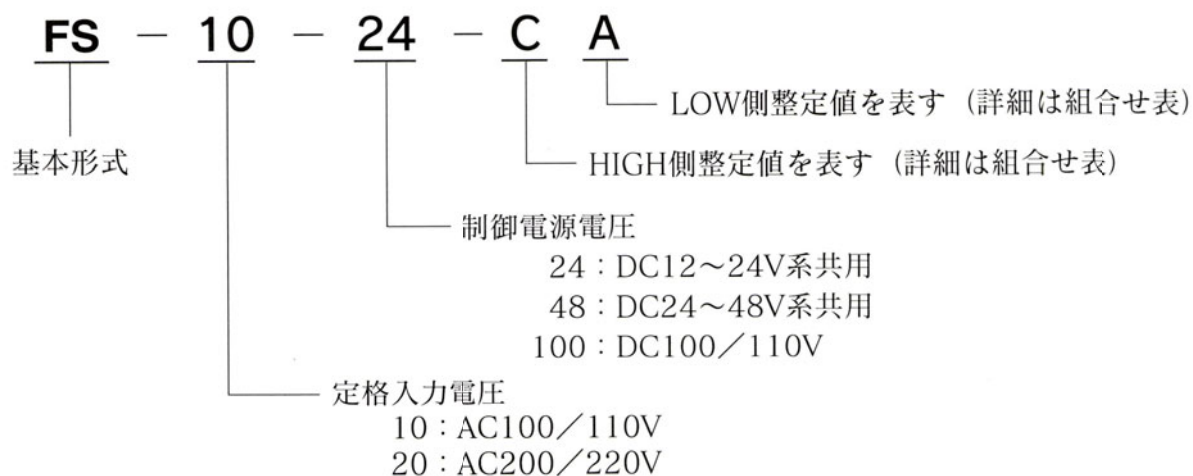 FS - 10 - 24 - C A
LOW側整定値を表す (詳細は組合せ表)
基本形式
HIGH側整定値を表す (詳細は組合せ表)
制御電源電圧
24:DC12〜24V系共用
48:DC24〜48V系共用
100:DC100/110V
定格入力電圧
10:AC100/110V
20:AC200/220V